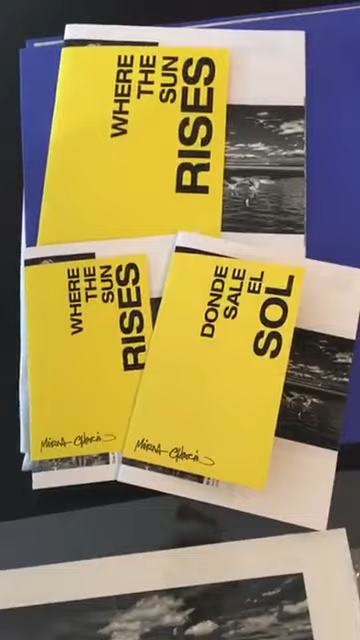 WHERE
THE
SUN
RISES
WHERE
THE
SUN
RISES
DONDE
SALE
EL
SOL